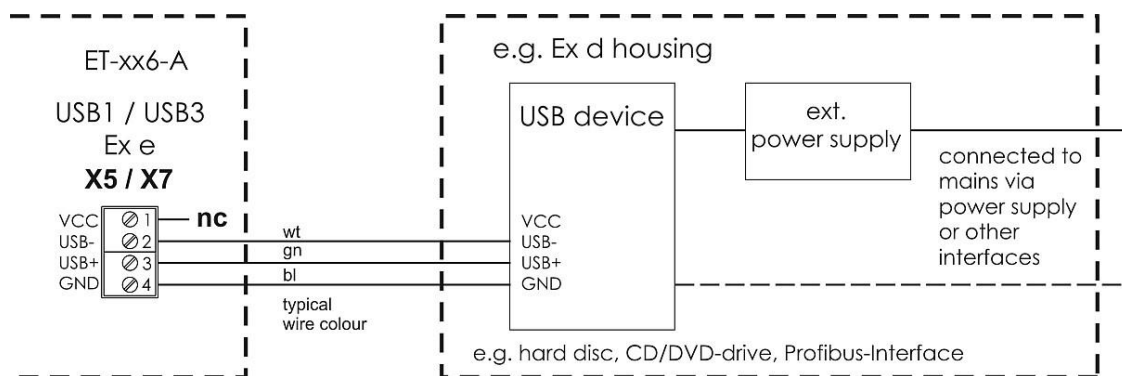 ET-xx6-A
USB1 / USB3
Ex e
X5 / X7
VCC 1 nc
USB- 2
USB+ 3
GND 4
wt
gn
bl
typical
wire colour
e.g. Ex d housing
USB device
VCC
USB-
USB+
GND
ext.
power supply
connected to
mains via
power supply
or other
interfaces
e.g. hard disc, CD/DVD-drive, Profibus-Interface